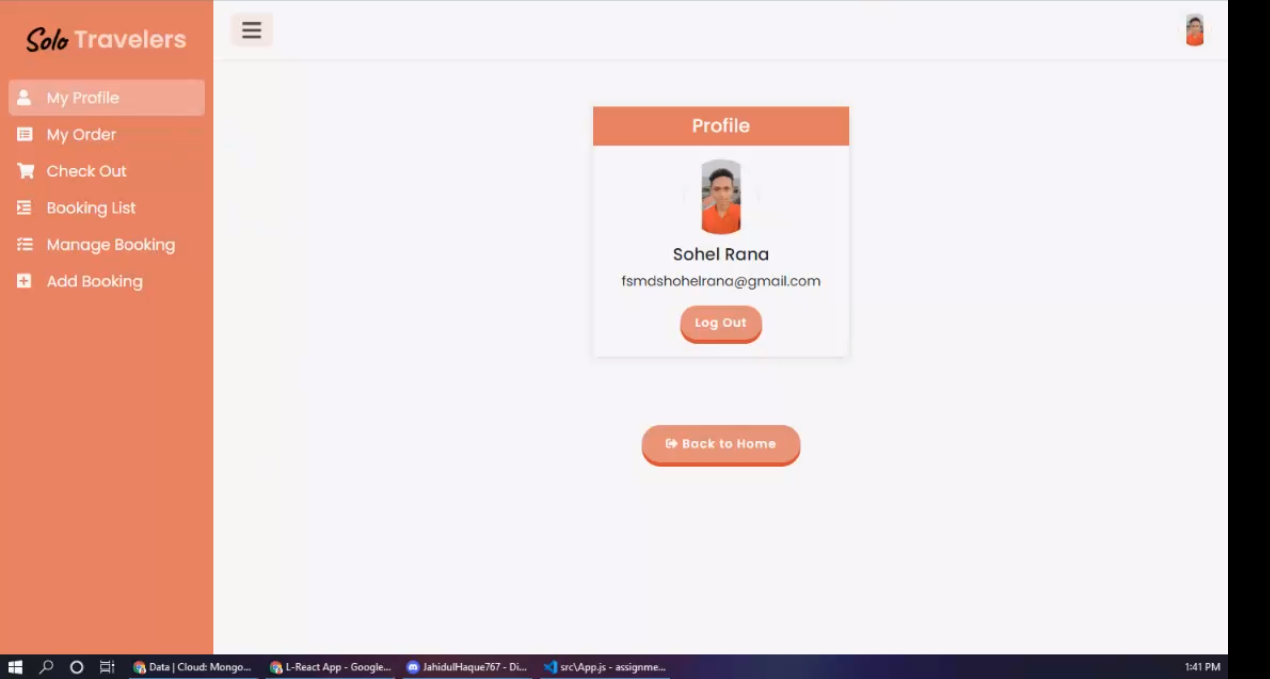 Solo Travelers
My Profile
My Order
Check Out
Booking List
Manage Booking
Add Booking
Profile
Sohel Rana
fsmdshohelrana@gmail.com
Log Out
Back to Home
Data | Cloud: Mongo...
L-React App - Google...
JahidulHaque767 - Di...
src\App.js - assignme...
1:41 PM